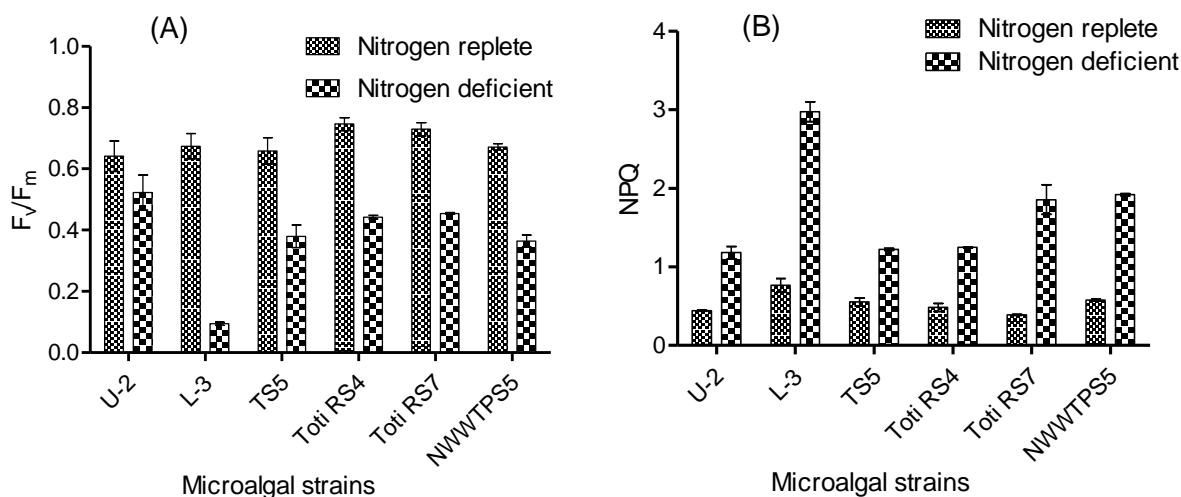 (A)
Nitrogen replete
Nitrogen deficient
1.0
0.8
0.6
0.4
0.2
0.0
Fv/Fm
U-2
L-3
TS5
Toti RS4
Toti RS7
NWWTPS5
Microalgal strains
(B)
Nitrogen replete
Nitrogen deficient
4
3
2
1
0
NPQ
U-2
L-3
TS5
Toti RS4
Toti RS7
NWWTPS5
Microalgal strains